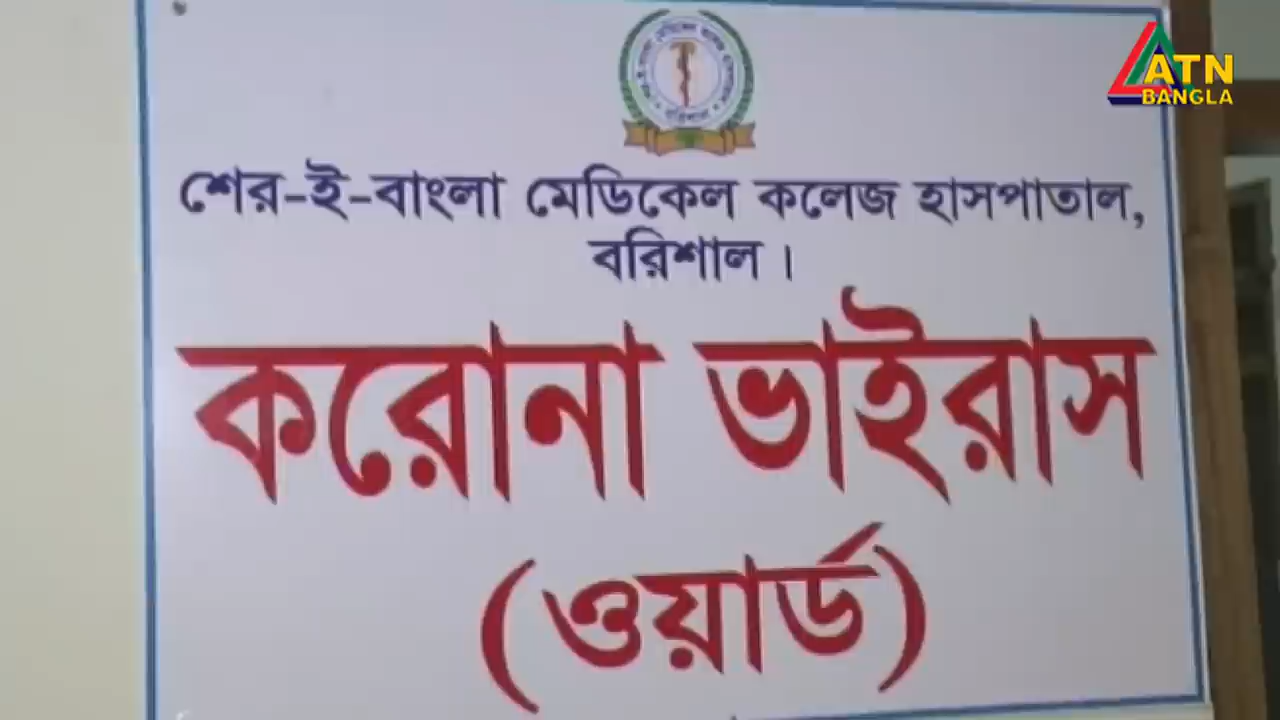 ATN
BANGLA
শের-ই-বাংলা মেডিকেল কলেজ হাসপাতাল,
বরিশাল ।
করোনা ভাইরাস
(ওয়ার্ড)